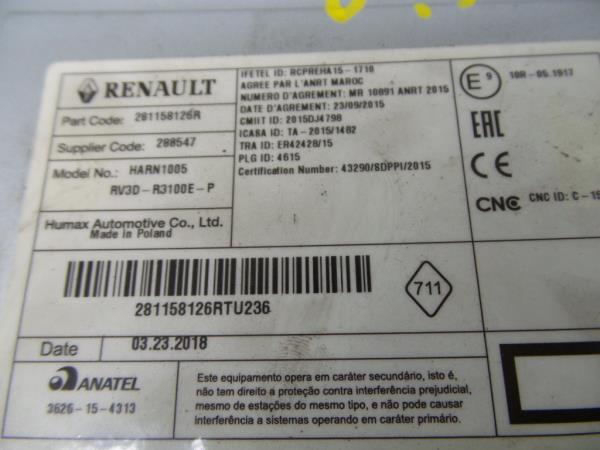 RENAULT
Part Code: 281158126R
Supplier Code: 288547
Model No.: HARN1005
RV3D-R3100E-P
Humax Automotive Co., Ltd.
Made in Poland
IFETEL ID: RCPREHA15-1710
AGREE PAR L'ANRT MAROC
NUMERO D'AGREMENT: MR 10891 ANRT 2015
DATE D'AGREMENT: 23/09/2015
CMIIT ID: 2015DJ4798
ICASA ID: TA-2015/1482
TRA ID: ER42428/15
PLG ID: 4615
Certification Number: 43290/SDPPI/2015
E 9 10R-05.1917
EAC
CE
CNC CNC ID: C-15
281158126RTU236
711
Date 03.23.2018
ANATEL
3626-15-4313
Este equipamento opera em caráter secundário, isto é,
não tem direito a proteção contra interferência prejudicial,
mesmo de estações do mesmo tipo, e não pode causar
interferência a sistemas operando em caráter primário.